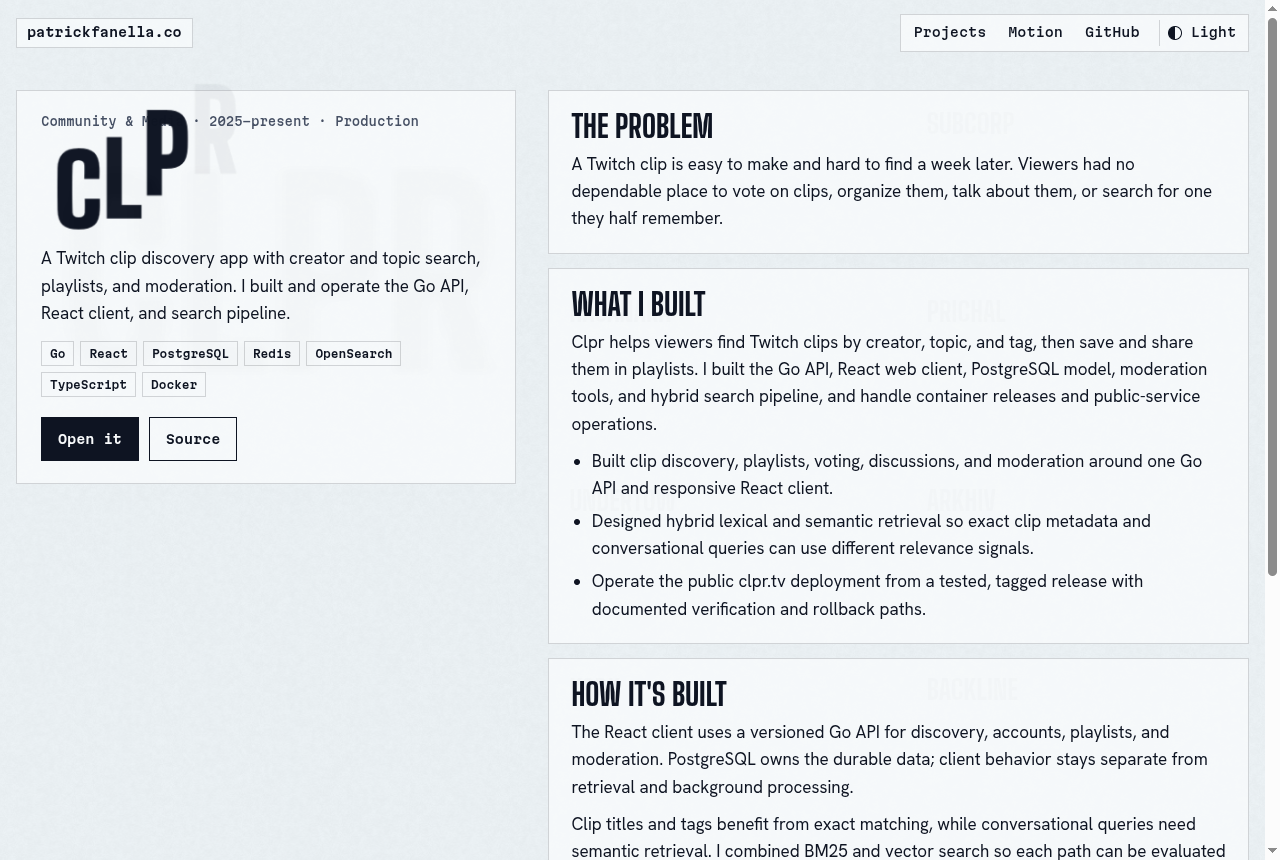 patrickfanella.co
Projects Motion GitHub Light
Community & M · 2025–present · Production
CLPR
A Twitch clip discovery app with creator and topic search,
playlists, and moderation. I built and operate the Go API,
React client, and search pipeline.
Go React PostgreSQL Redis OpenSearch
TypeScript Docker
Open it Source
THE PROBLEM
SUBCORP
A Twitch clip is easy to make and hard to find a week later. Viewers had no
dependable place to vote on clips, organize them, talk about them, or search for one
they half remember.
WHAT I BUILT
PRICHAL
Clpr helps viewers find Twitch clips by creator, topic, and tag, then save and share
them in playlists. I built the Go API, React web client, PostgreSQL model, moderation
tools, and hybrid search pipeline, and handle container releases and public-service
operations.
• Built clip discovery, playlists, voting, discussions, and moderation around one Go
API and responsive React client.
ARKHIV
• Designed hybrid lexical and semantic retrieval so exact clip metadata and
conversational queries can use different relevance signals.
• Operate the public clpr.tv deployment from a tested, tagged release with
documented verification and rollback paths.
HOW IT'S BUILT
BACKLINE
The React client uses a versioned Go API for discovery, accounts, playlists, and
moderation. PostgreSQL owns the durable data; client behavior stays separate from
retrieval and background processing.
Clip titles and tags benefit from exact matching, while conversational queries need
semantic retrieval. I combined BM25 and vector search so each path can be evaluated